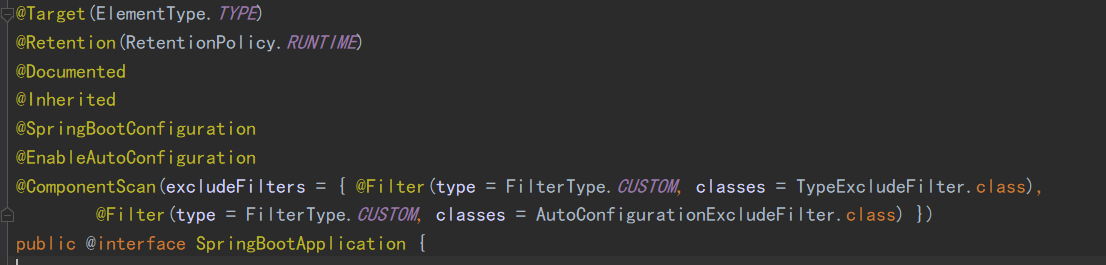 @Target(ElementType.TYPE)
@Retention(RetentionPolicy.RUNTIME)
@Documented
@Inherited
@SpringBootConfiguration
@EnableAutoConfiguration
@ComponentScan(excludeFilters = { @Filter(type = FilterType.CUSTOM, classes = TypeExcludeFilter.class),
        @Filter(type = FilterType.CUSTOM, classes = AutoConfigurationExcludeFilter.class) })
public @interface SpringBootApplication {